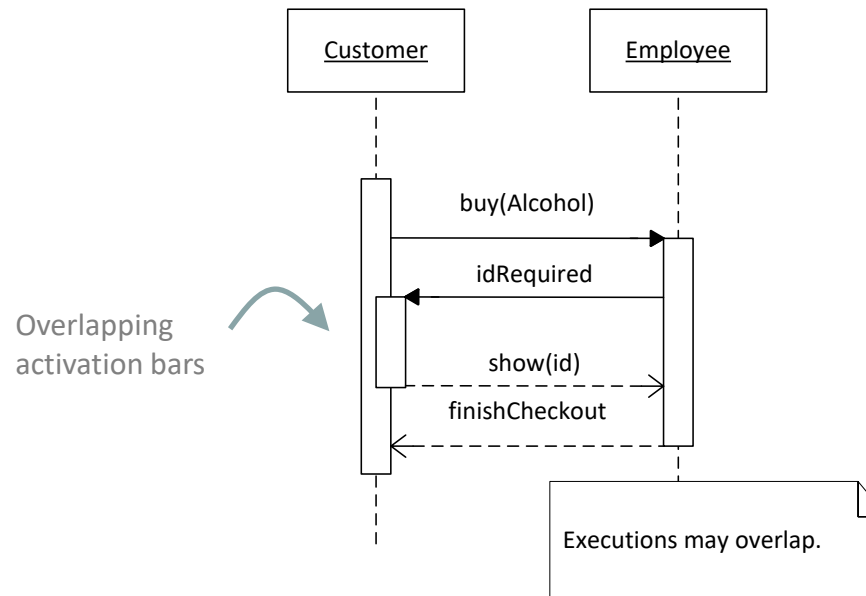 Customer
Employee
buy(Alcohol)
idRequired
Overlapping
activation bars
show(id)
finishCheckout
Executions may overlap.